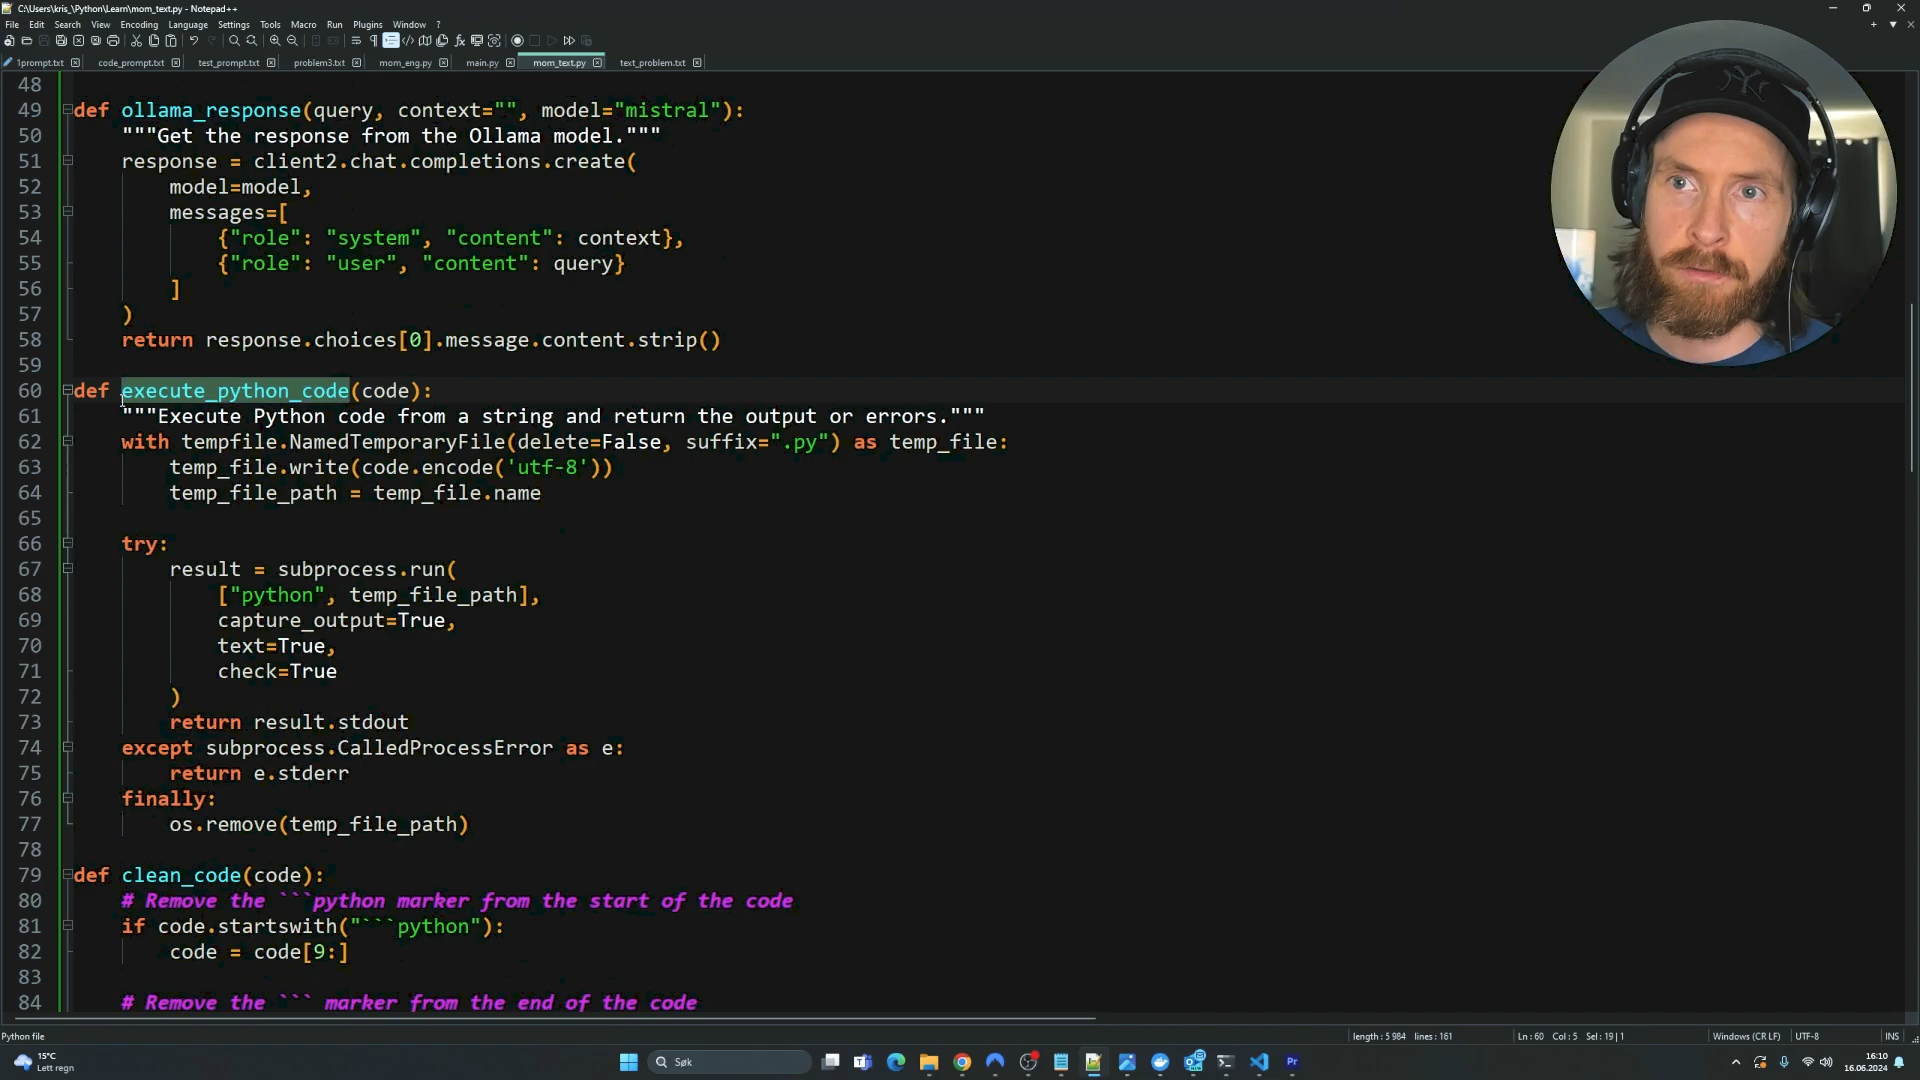 C:\Users\kris_\Python\Learn\mom_text.py - Notepad++
File Edit Search View Encoding Language Settings Tools Macro Run Plugins Window ?
1prompt.txt code_prompt.txt test_prompt.txt problem3.txt mom_eng.py main.py mom_text.py text_problem.txt
48
49 def ollama_response(query, context="", model="mistral"):
50 """Get the response from the Ollama model."""
51 response = client2.chat.completions.create(
52 model=model,
53 messages=[
54 {"role": "system", "content": context},
55 {"role": "user", "content": query}
56 ]
57 )
58 return response.choices[0].message.content.strip()
59
60 def execute_python_code(code):
61 """Execute Python code from a string and return the output or errors."""
62 with tempfile.NamedTemporaryFile(delete=False, suffix=".py") as temp_file:
63 temp_file.write(code.encode('utf-8'))
64 temp_file_path = temp_file.name
65
66 try:
67 result = subprocess.run(
68 ["python", temp_file_path],
69 capture_output=True,
70 text=True,
71 check=True
72 )
73 return result.stdout
74 except subprocess.CalledProcessError as e:
75 return e.stderr
76 finally:
77 os.remove(temp_file_path)
78
79 def clean_code(code):
80 # Remove the ```python marker from the start of the code
81 if code.startswith("```python"):
82 code = code[9:]
83
84 # Remove the ``` marker from the end of the code
Python file length : 5 984 lines : 161 Ln : 60 Col : 5 Sel : 19 | 1 Windows (CR LF) UTF-8 INS
15°C
Lett regn
Søk
16:10
16.06.2024